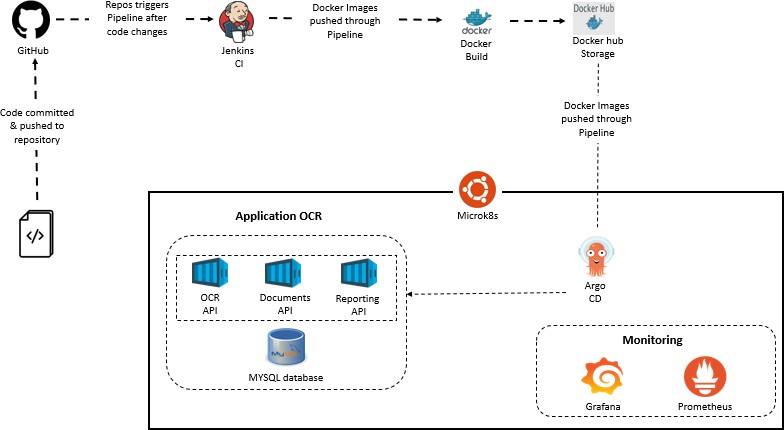 Repos triggers
Pipeline after
code changes
Docker Images
pushed through
Pipeline
GitHub
Jenkins
CI
docker
Docker
Build
Docker Hub
Docker hub
Storage
Code committed
& pushed to
repository
Docker Images
pushed through
Pipeline
Microk8s
Application OCR
OCR
API
Documents
API
Reporting
API
MySQL
MYSQL database
Argo
CD
Monitoring
Grafana
Prometheus